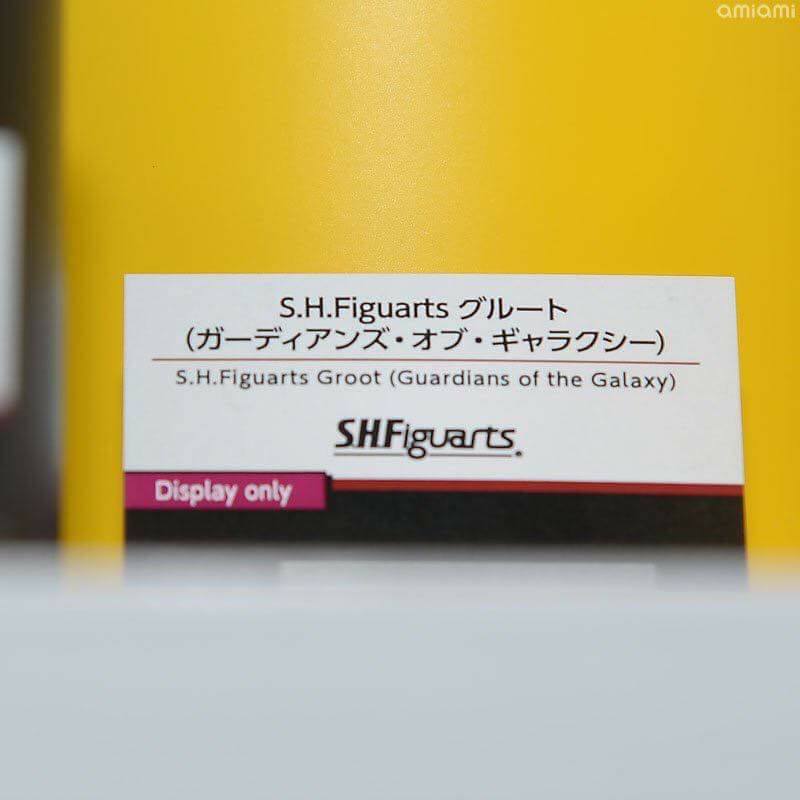 amiami
S.H.Figuarts グルート
(ガーディアンズ・オブ・ギャラクシー)
S.H.Figuarts Groot (Guardians of the Galaxy)
S.H.Figuarts.
Display only